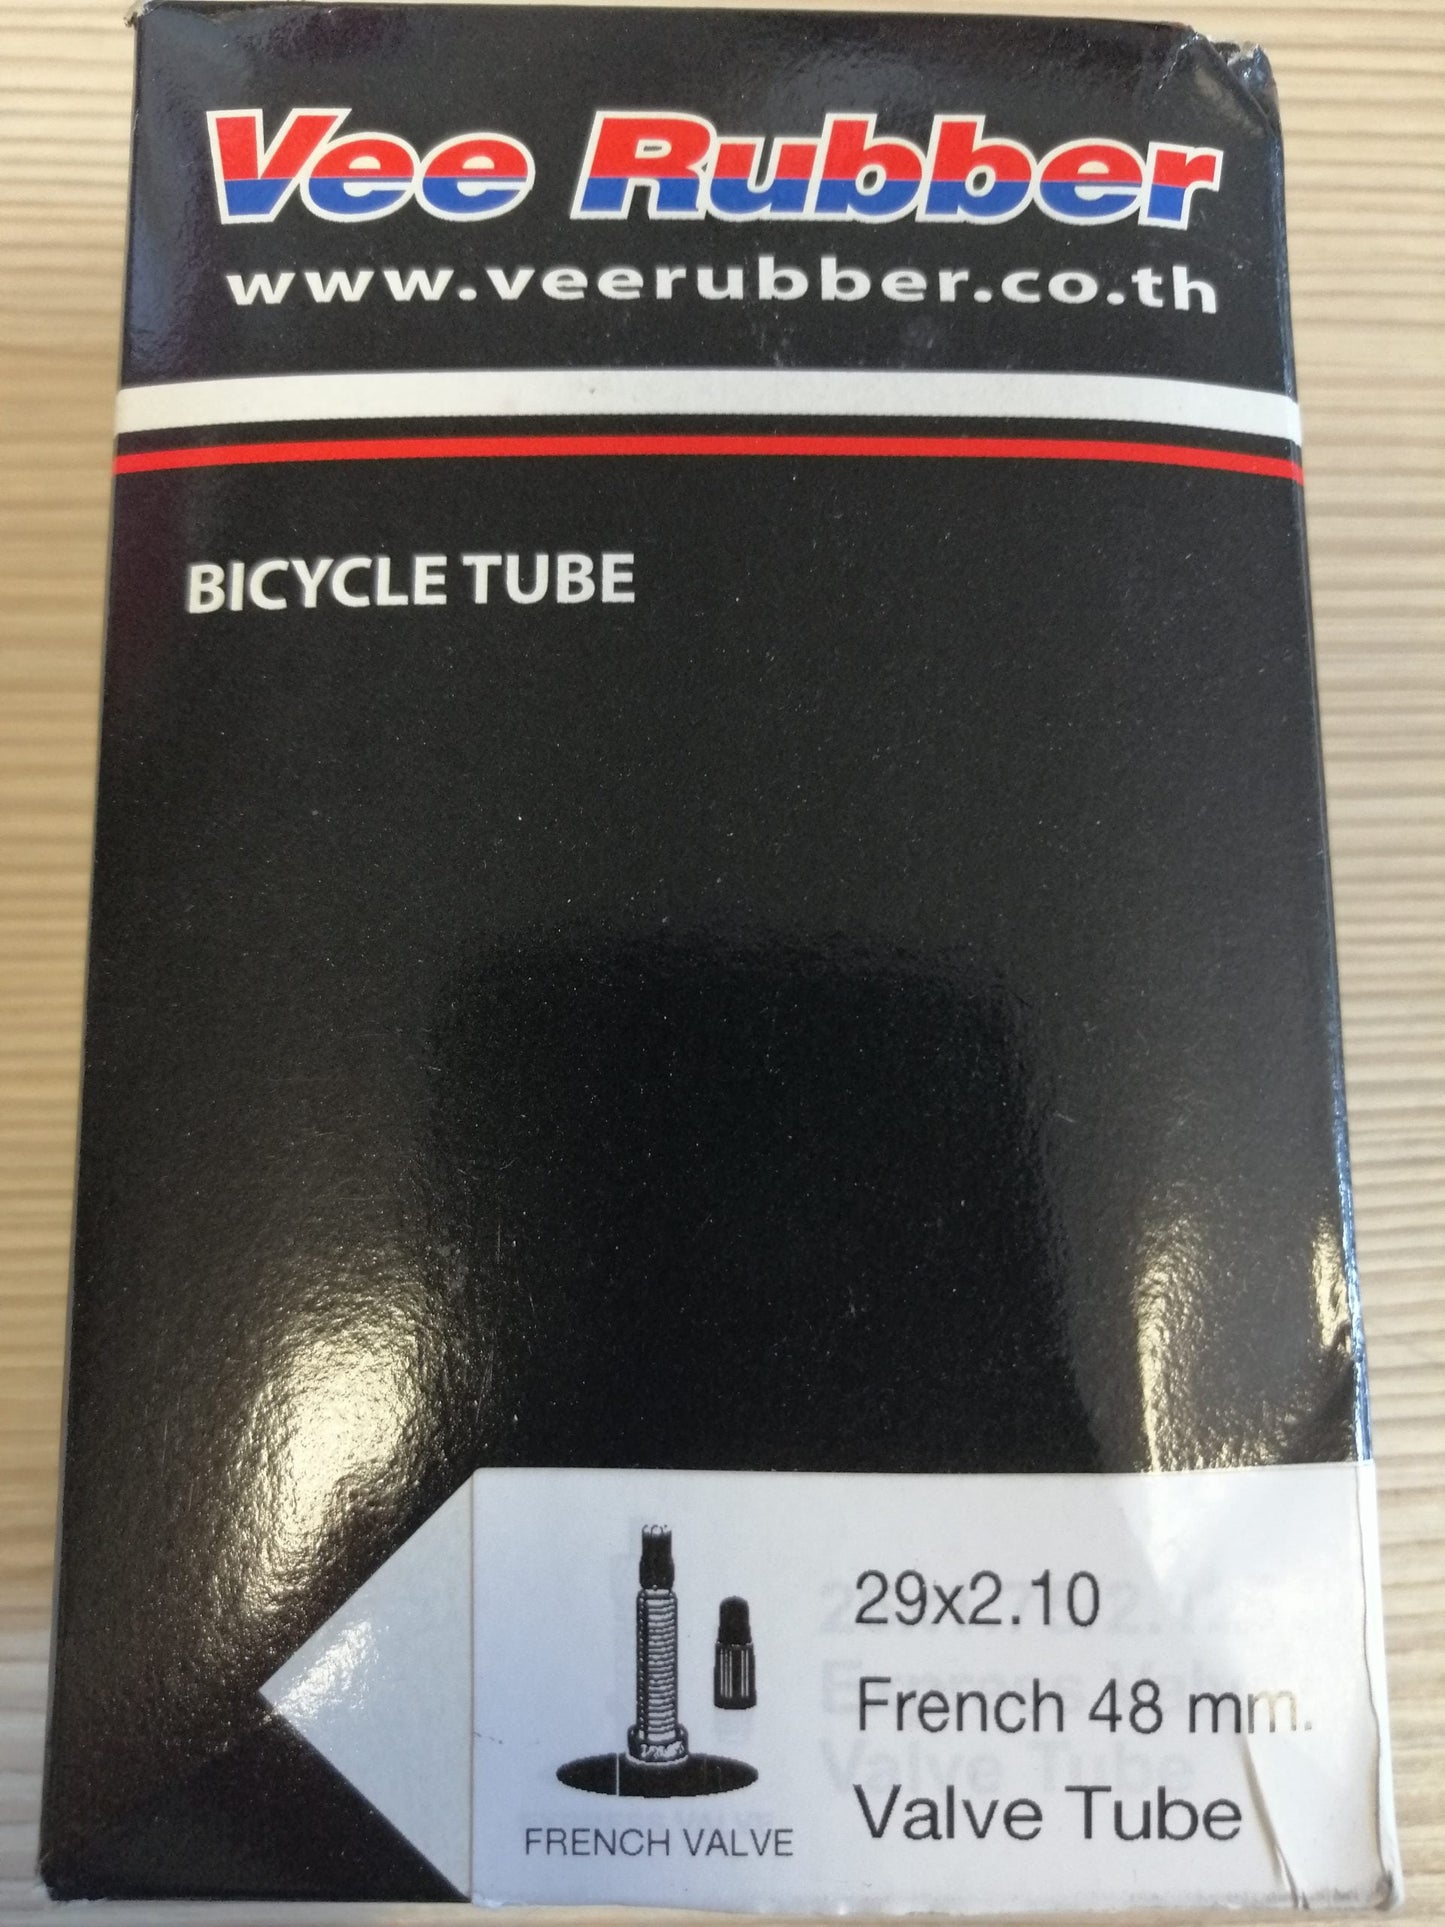 Vee Rubber
www.veerubber.co.th
BICYCLE TUBE
29x2.10
French 48 mm.
Valve Tube
FRENCH VALVE